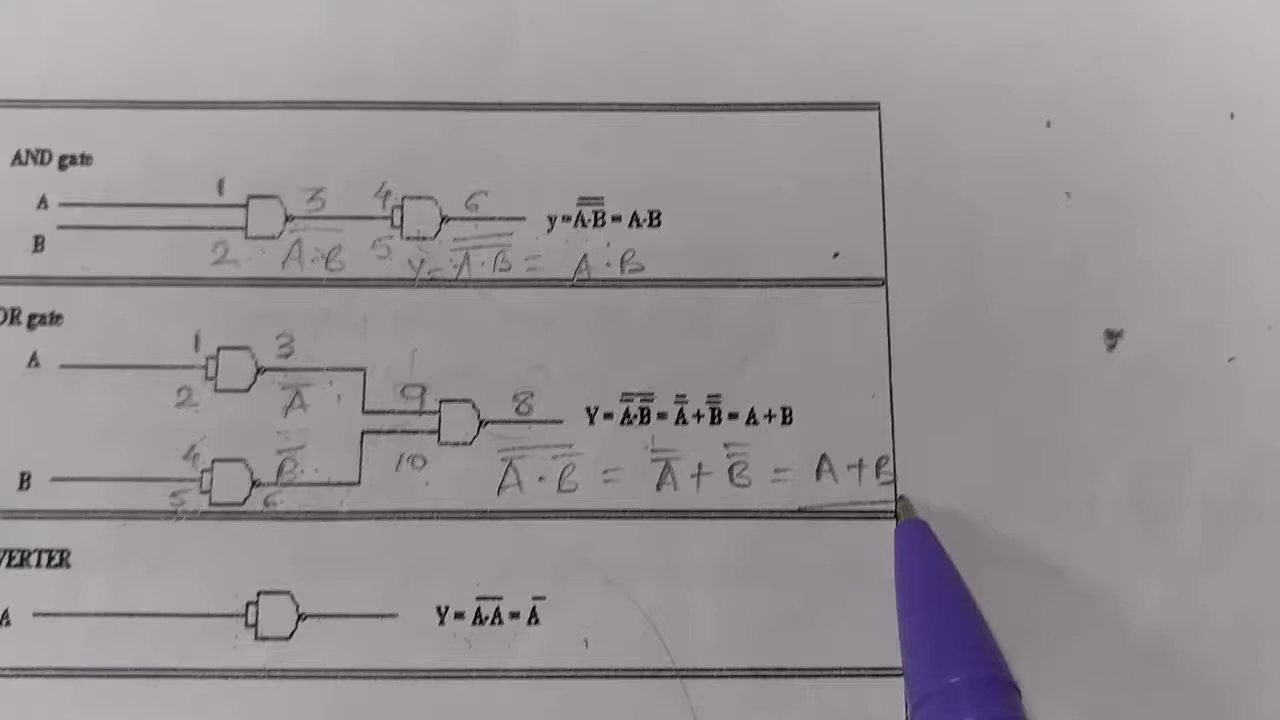 AND gate
A 1 3 4 6 y = A̿·̿B̿ = A·B
B 2 A̅·̅B̅ 5 Y = A̿·̿B̿ = A·B
OR gate
A 1 3
2 A̅ 9 8 Y = A̿·B̿ = A̿ + B̿ = A + B
B 4 B̅ 10 A̿·B̿ = A̿ + B̿ = A + B
5 6
VERTER
A Y = A̅·̅A̅ = A̅